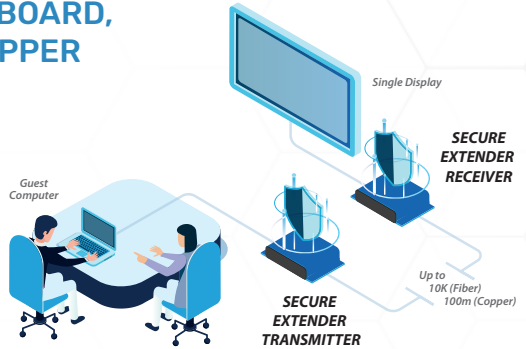 BOARD,
PPER
Single Display
SECURE
EXTENDER
RECEIVER
Guest
Computer
Up to
10K (Fiber)
100m (Copper)
SECURE
EXTENDER
TRANSMITTER